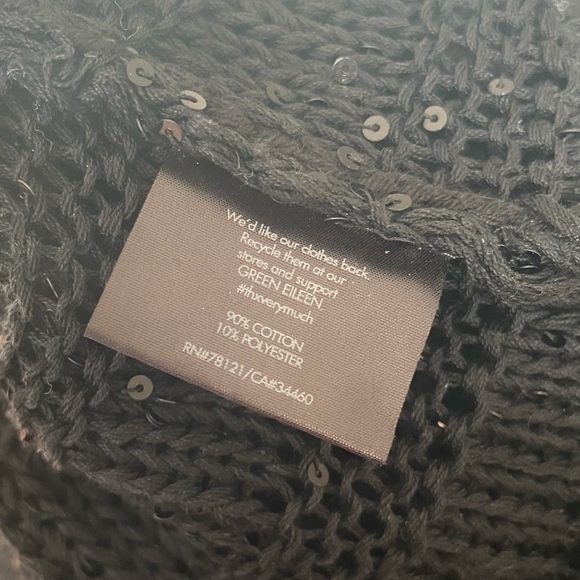 We'd like our clothes back.
Recycle them at our
stores and support
GREEN EILEEN.
#thxverymuch
90% COTTON
10% POLYESTER
RN#78121/CA#34460